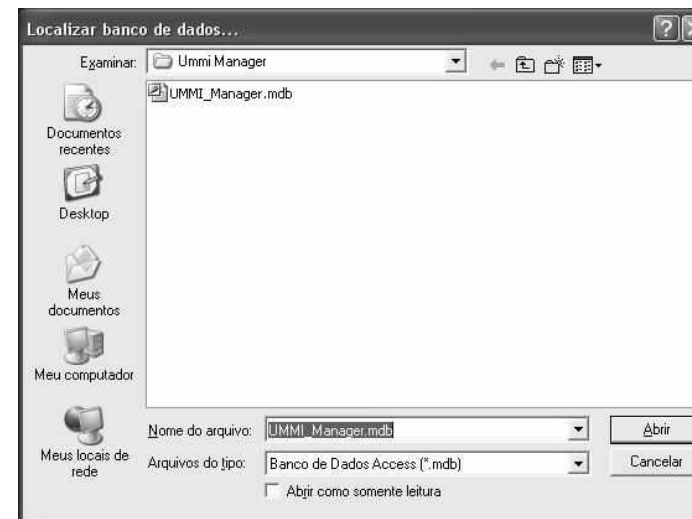 Localizar banco de dados...
Examinar:
Ummi Manager
UMMI_Manager.mdb
Documentos
recentes
Desktop
Meus
documentos
Meu computador
Meus locais de
rede
Nome do arquivo:
UMMI_Manager.mdb
Abrir
Arquivos do tipo:
Banco de Dados Access (*.mdb)
Cancelar
Abrir como somente leitura